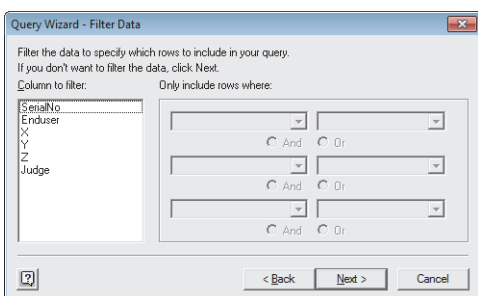 Query Wizard - Filter Data
Filter the data to specify which rows to include in your query.
If you don't want to filter the data, click Next.
Column to filter: Only include rows where:
SerialNo
Enduser
X
Y
Z
Judge
And Or
And Or
And Or
< Back Next > Cancel